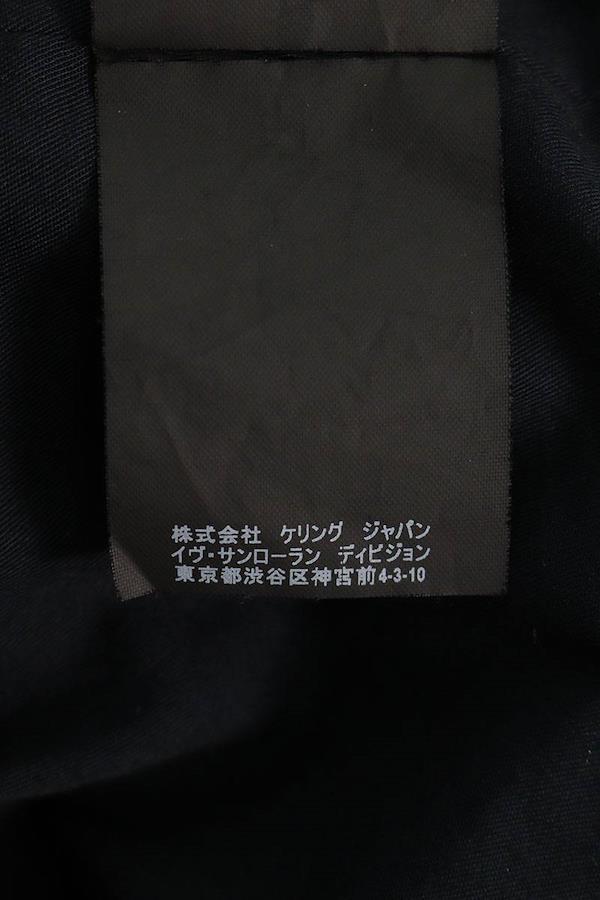 株式会社 ケリング ジャパン
イヴ・サンローラン ディビジョン
東京都渋谷区神宮前4-3-10